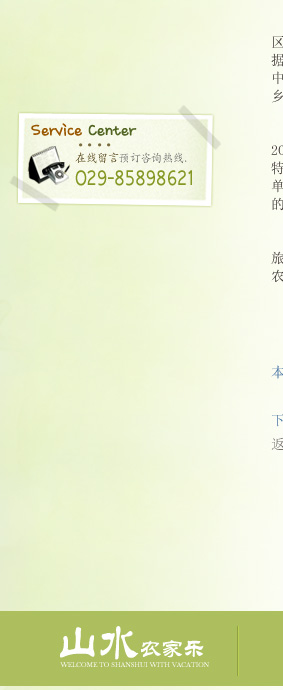 区
据
中
乡
Service Center
在线留言预订咨询热线.
029-85898621
20
特
单
的
旅
农
本
下
返
山水农家乐
WELCOME TO SHANSHUI WITH VACATION